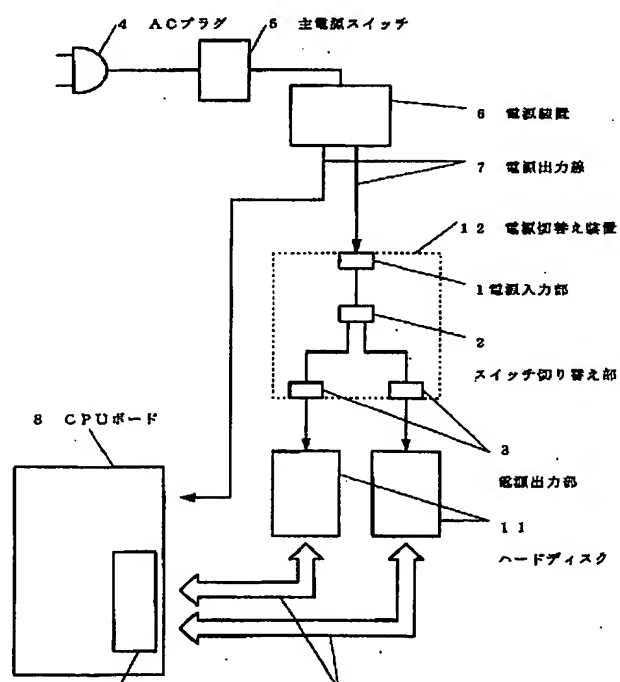 4 ACプラグ
5 主電源スイッチ
6 電源装置
7 電源出力線
12 電源切替え装置
1電源入力部
2
スイッチ切り替え部
8 CPUボード
3
電源出力部
11
ハードディスク